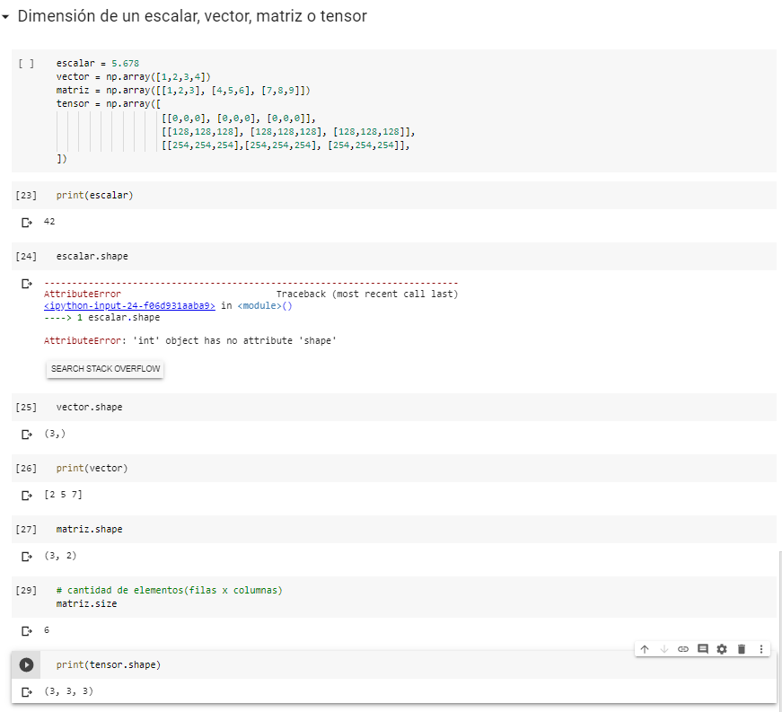 Dimensión de un escalar, vector, matriz o tensor
[ ] escalar = 5.678
vector = np.array([1,2,3,4])
matriz = np.array([[1,2,3], [4,5,6], [7,8,9]])
tensor = np.array([
[[0,0,0], [0,0,0], [0,0,0]],
[[128,128,128], [128,128,128], [128,128,128]],
[[254,254,254],[254,254,254], [254,254,254]],
])
[23] print(escalar)
42
[24] escalar.shape
---------------------------------------------------------------------------
AttributeError Traceback (most recent call last)
<ipython-input-24-f06d931aaba9> in <module>()
----> 1 escalar.shape
AttributeError: 'int' object has no attribute 'shape'
SEARCH STACK OVERFLOW
[25] vector.shape
(3,)
[26] print(vector)
[2 5 7]
[27] matriz.shape
(3, 2)
[29] # cantidad de elementos(filas x columnas)
matriz.size
6
print(tensor.shape)
(3, 3, 3)